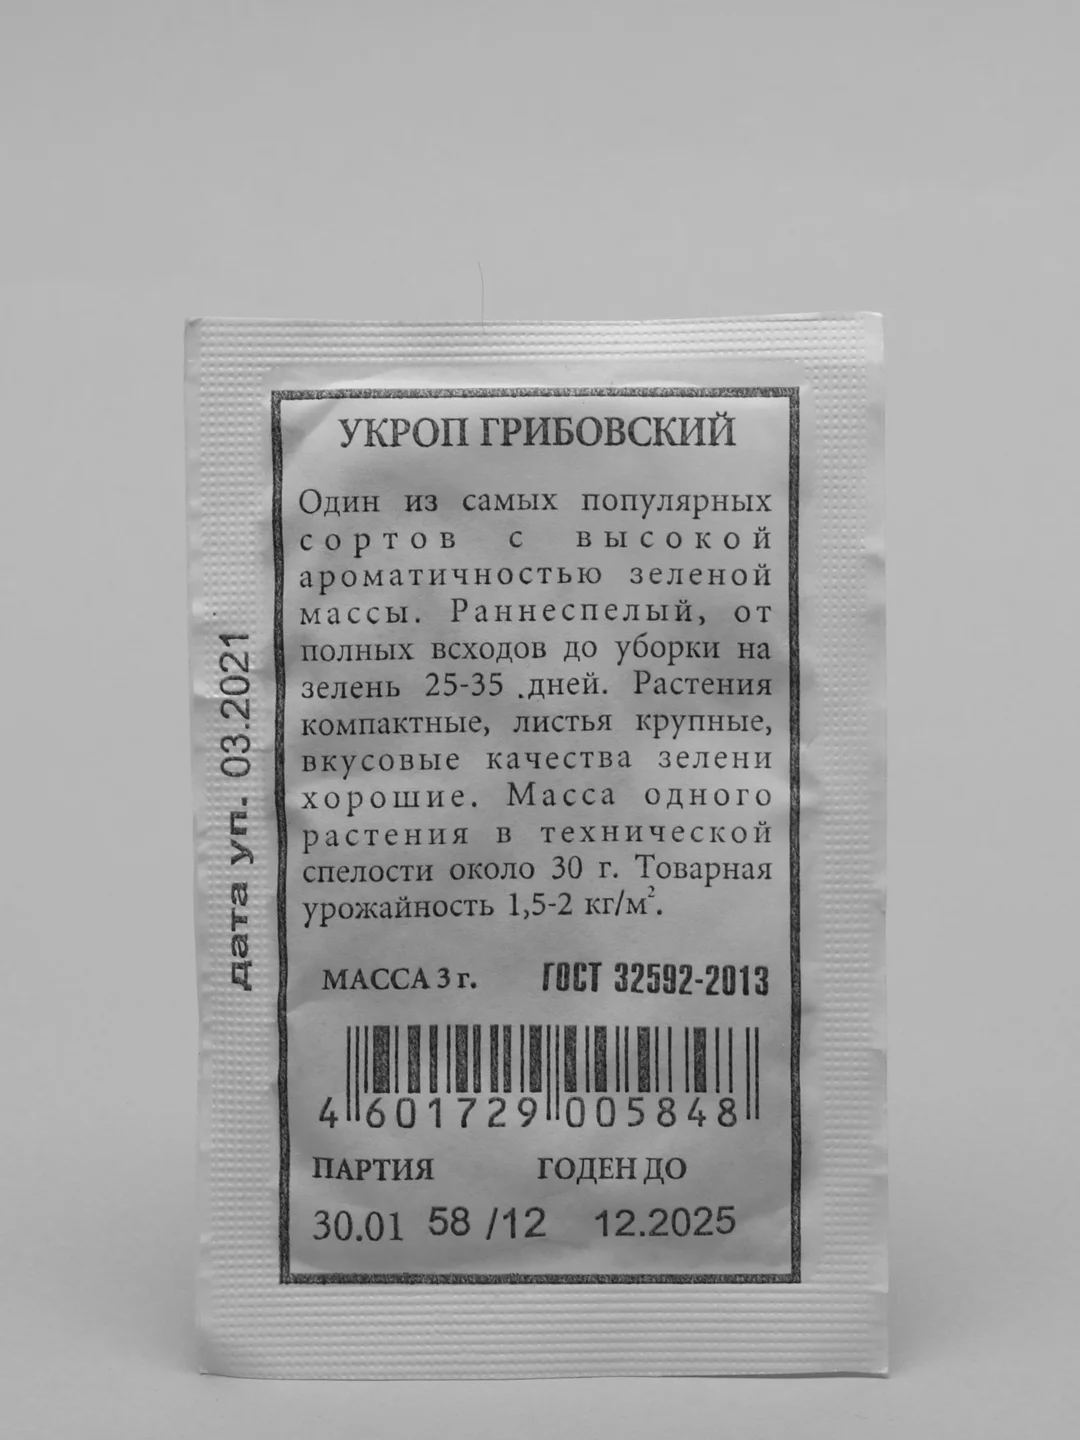 УКРОП ГРИБОВСКИЙ
Один из самых популярных
сортов с высокой
ароматичностью зеленой
массы. Раннеспелый, от
полных всходов до уборки на
зелень 25-35 .дней. Растения
компактные, листья крупные,
вкусовые качества зелени
хорошие. Масса одного
растения в технической
спелости около 30 г. Товарная
урожайность 1,5-2 кг/м².
МАССА 3 г. ГОСТ 32592-2013
4 601729 005848
ПАРТИЯ ГОДЕН ДО
30.01 58 /12 12.2025
дата уп. 03.2021